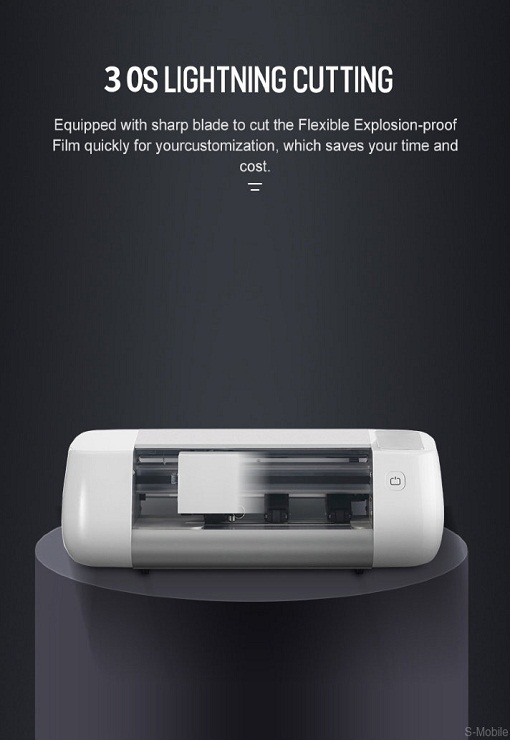 3 0S LIGHTNING CUTTING
Equipped with sharp blade to cut the Flexible Explosion-proof
Film quickly for yourcustomization, which saves your time and
cost.
S-Mobile